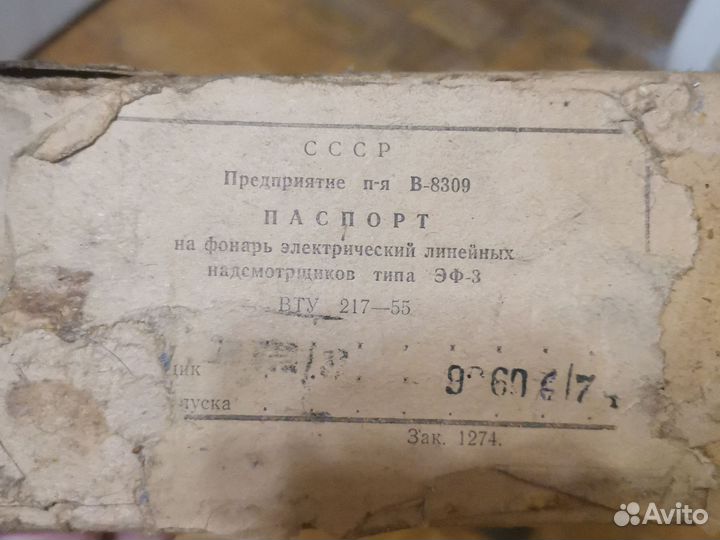 СССР
Предприятие п-я В-8309
ПАСПОРТ
на фонарь электрический линейных
надсмотрщиков типа ЭФ-3
ВТУ 217—55
щик
пуска
Зак. 1274.
Avito